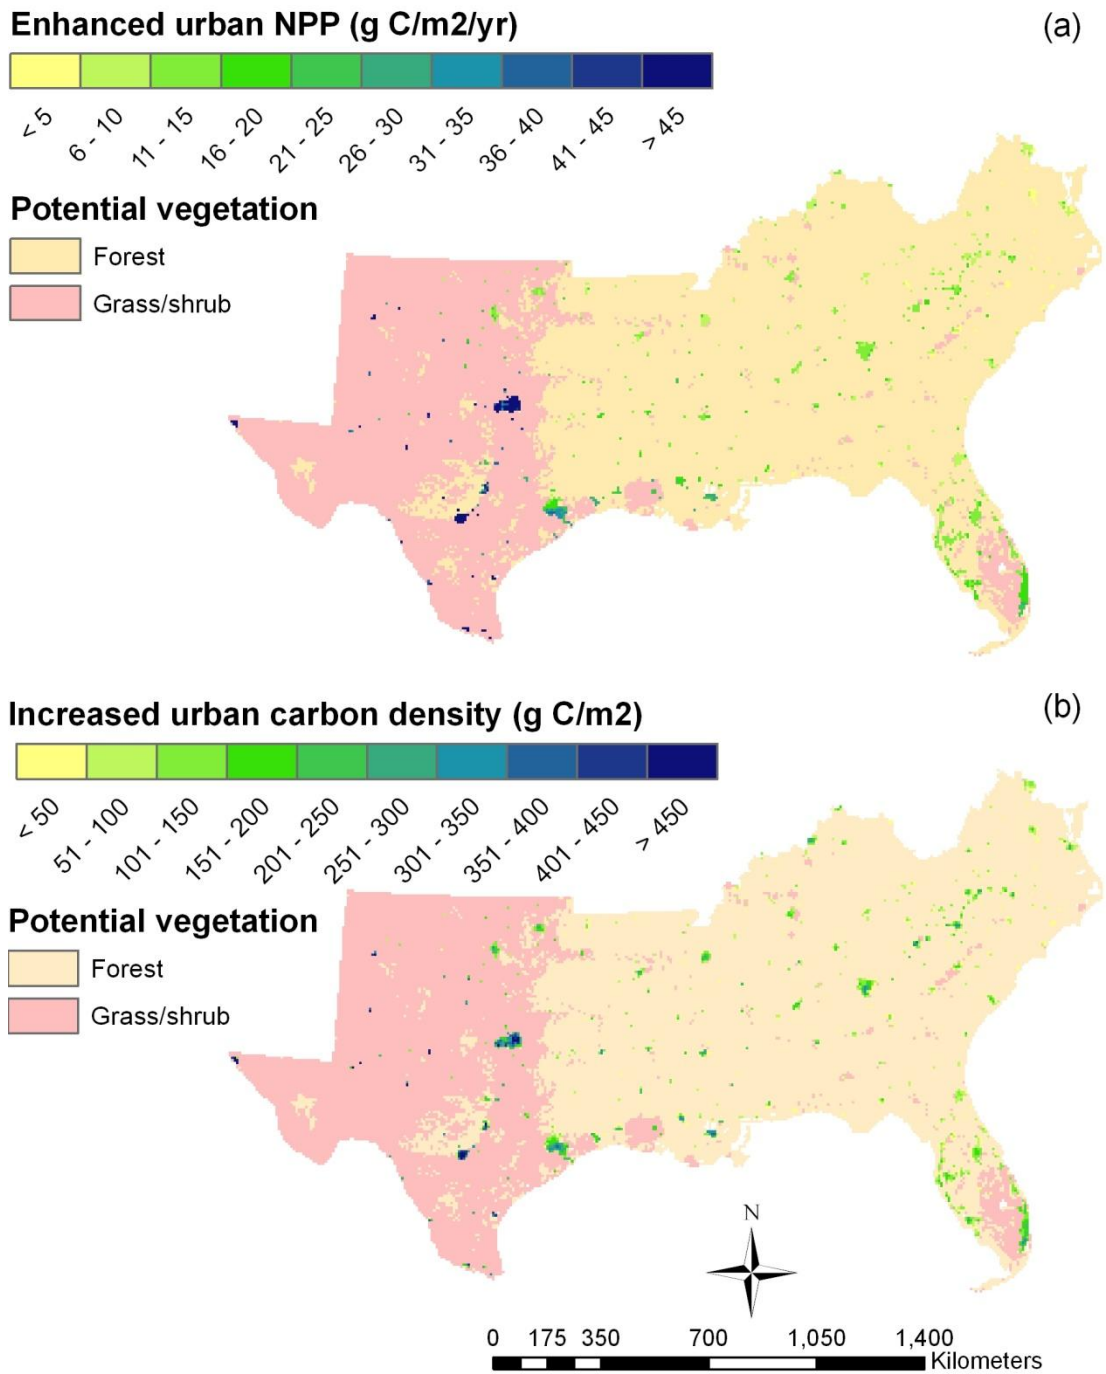 Enhanced urban NPP (g C/m2/yr)
(a)
< 5
6 - 10
11 - 15
16 - 20
21 - 25
26 - 30
31 - 35
36 - 40
41 - 45
> 45
Potential vegetation
Forest
Grass/shrub
Increased urban carbon density (g C/m2)
(b)
< 50
51 - 100
101 - 150
151 - 200
201 - 250
251 - 300
301 - 350
351 - 400
401 - 450
> 450
Potential vegetation
Forest
Grass/shrub
N
0 175 350 700 1,050 1,400
Kilometers